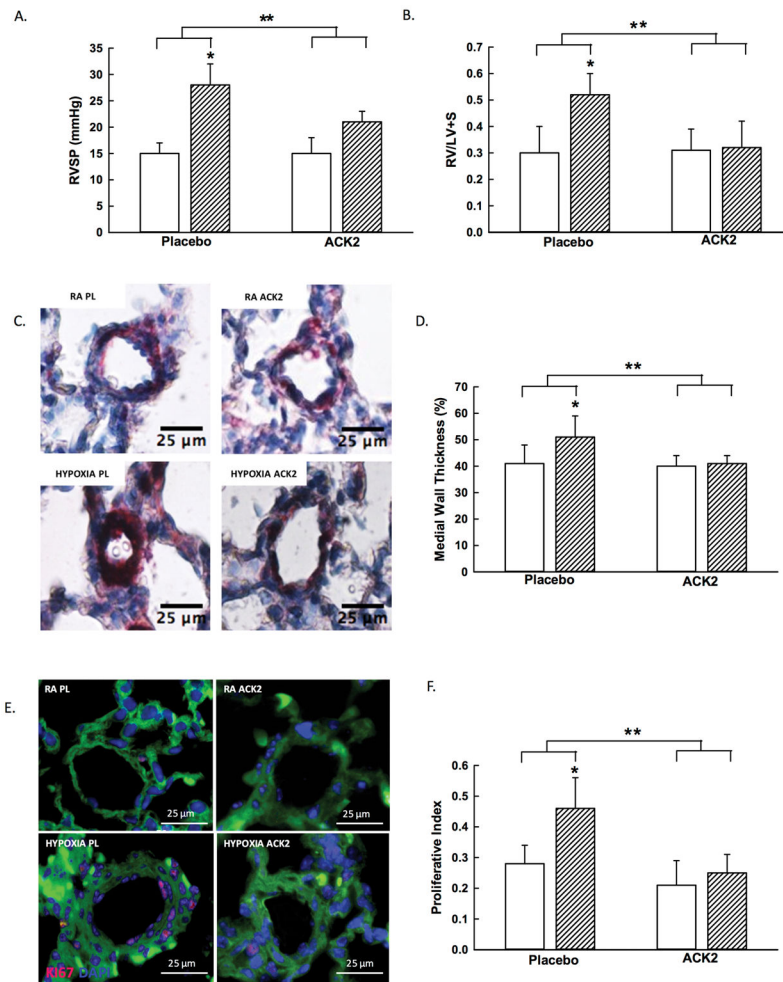 A.
**
*
35
30
25
20
15
10
5
0
RVSP (mmHg)
Placebo ACK2
B.
**
*
0.7
0.6
0.5
0.4
0.3
0.2
0.1
0.0
RV/LV+S
Placebo ACK2
C.
RA PL
25 µm
RA ACK2
25 µm
HYPOXIA PL
25 µm
HYPOXIA ACK2
25 µm
D.
**
*
70
60
50
40
30
20
10
0
Medial Wall Thickness (%)
Placebo ACK2
E.
RA PL
25 µm
RA ACK2
25 µm
HYPOXIA PL
KI67 DAPI
25 µm
HYPOXIA ACK2
25 µm
F.
**
*
0.6
0.5
0.4
0.3
0.2
0.1
0.0
Proliferative Index
Placebo ACK2